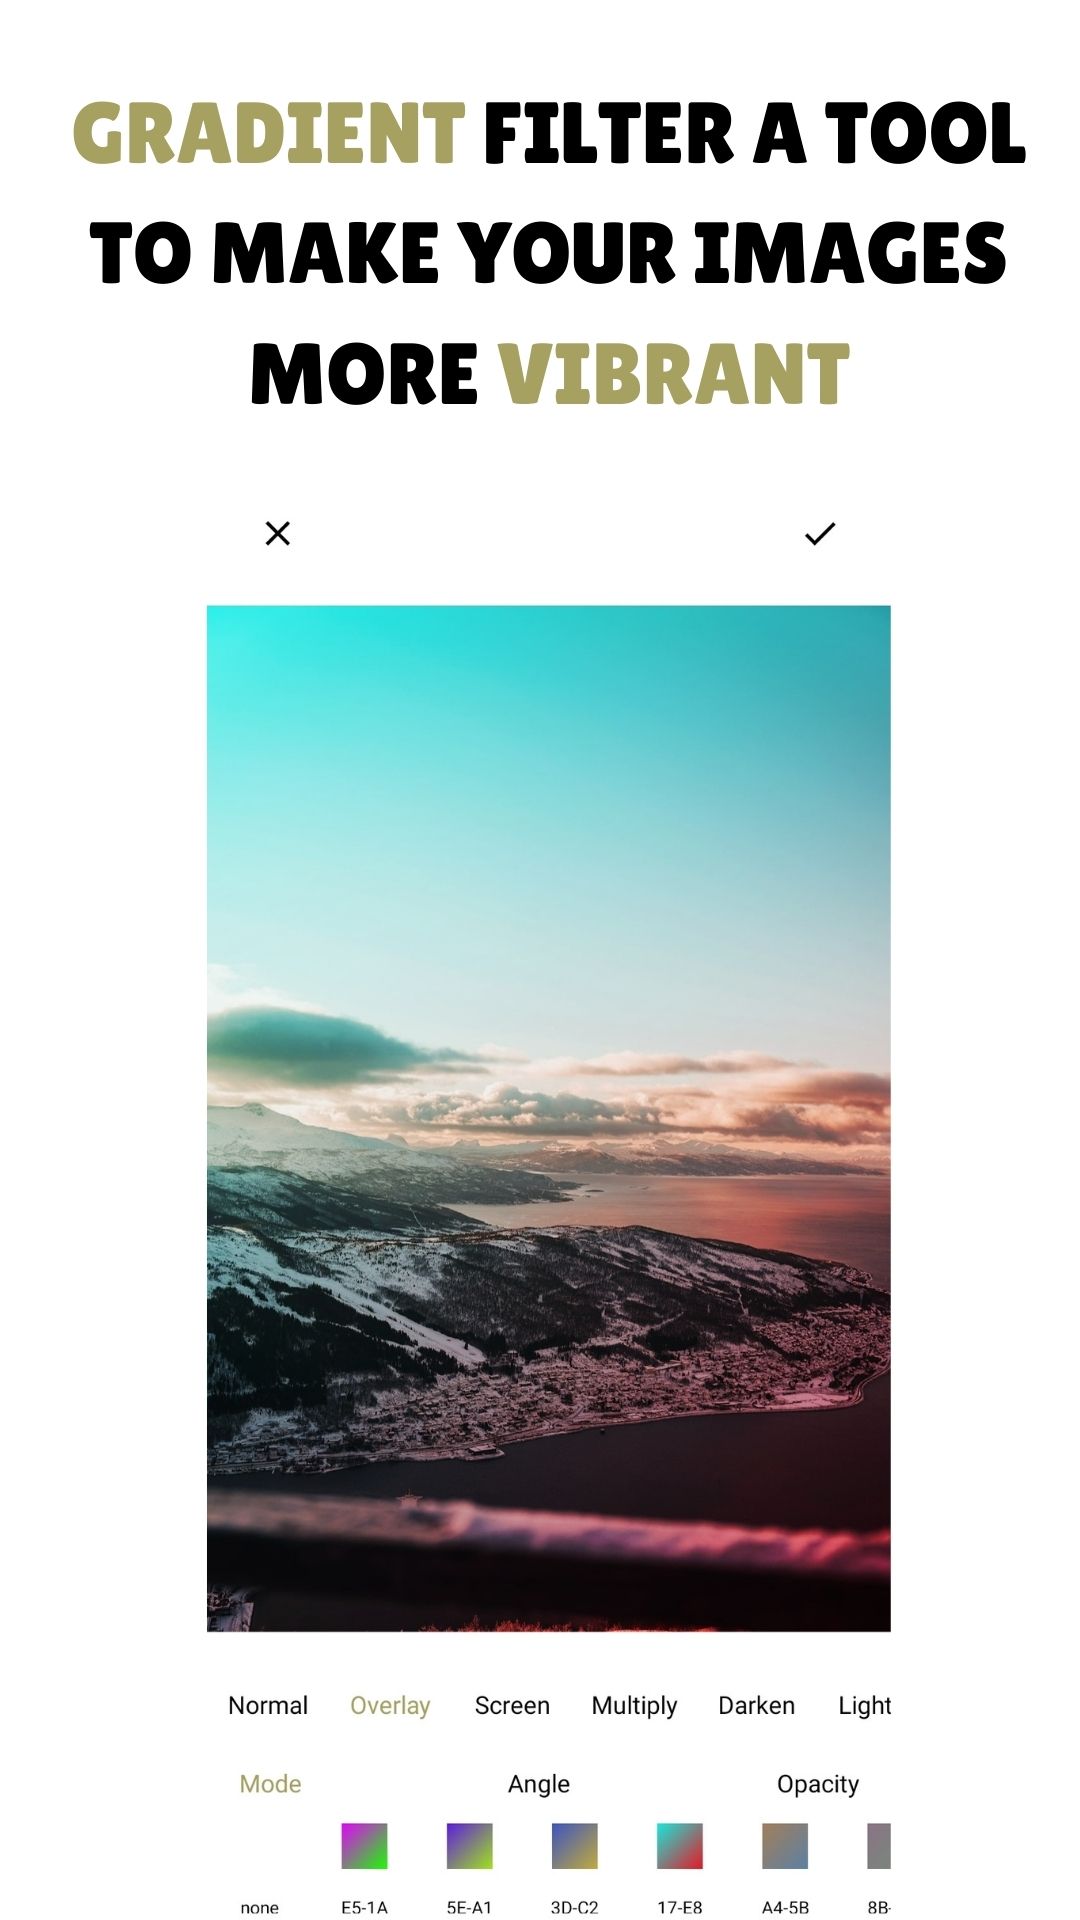 GRADIENT FILTER A TOOL
TO MAKE YOUR IMAGES
MORE VIBRANT
Normal Overlay Screen Multiply Darken Light
Mode Angle Opacity
none E5-1A 5E-A1 3D-C2 17-E8 A4-5B 8B-